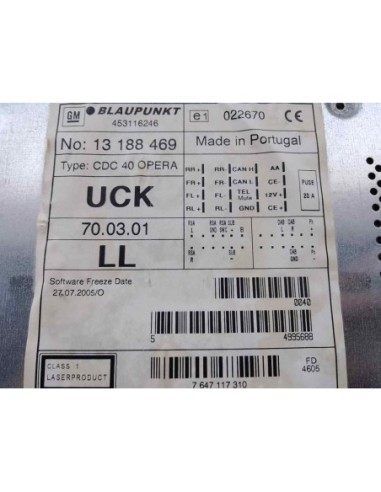 GM BLAUPUNKT e1 022670 CE
453116246
No: 13 188 469 Made in Portugal
Type: CDC 40 OPERA
RR+ RR- CAN H AA
FR+ FR- CAN L CE-
FL+ FL- TEL Mute 12V+
RL+ RL- GND CE+
FUSE 20 A
UCK
70.03.01
LL
Software Freeze Date
27.07.2005/O
0040
5 4995688
CLASS 1
LASERPRODUCT
7 647 117 310
FD
4605